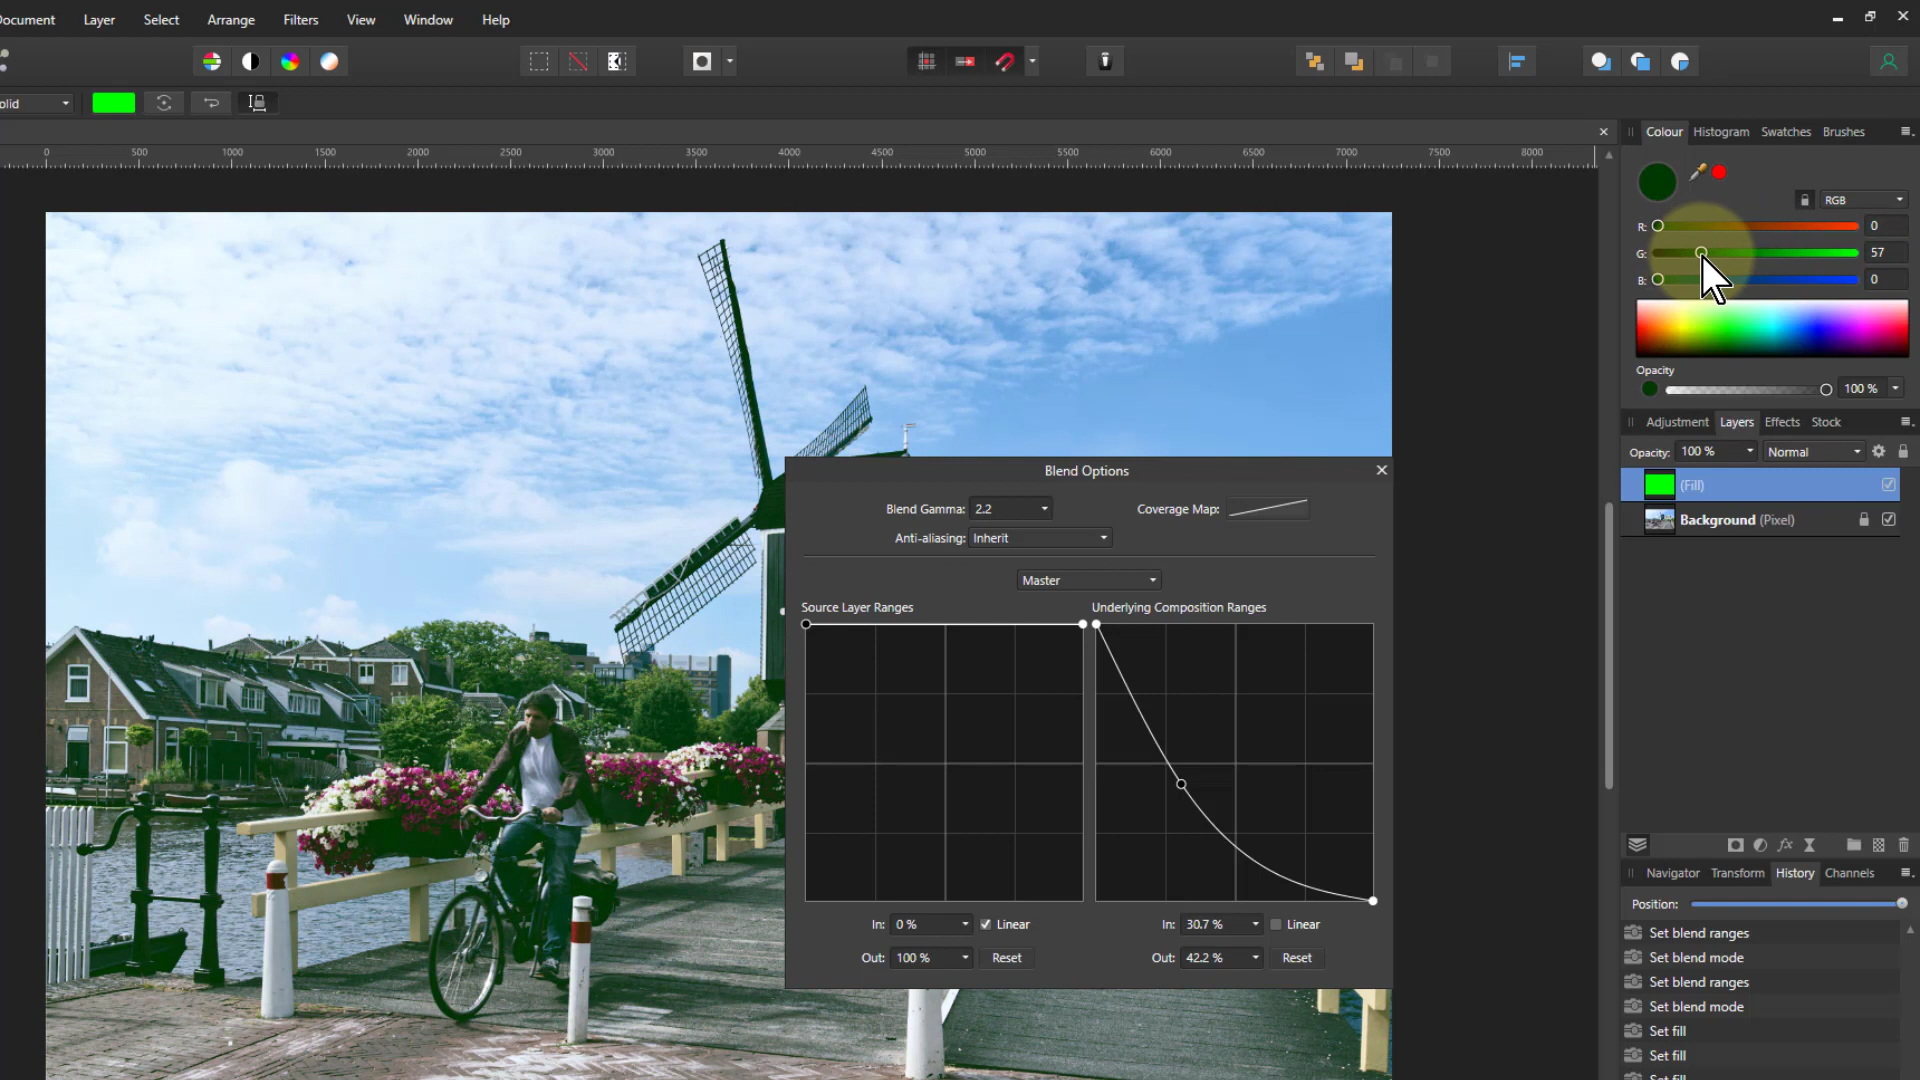 Document Layer Select Arrange Filters View Window Help
olid
0 500 1000 1500 2000 2500 3000 3500 4000 4500 5000 5500 6000 6500 7000 7500 8000
Colour Histogram Swatches Brushes
RGB
R: 0
G: 57
B: 0
Opacity
100 %
Adjustment Layers Effects Stock
Opacity: 100 % Normal
(Fill)
Background (Pixel)
Blend Options
Blend Gamma: 2.2 Coverage Map:
Anti-aliasing: Inherit
Master
Source Layer Ranges Underlying Composition Ranges
In: 0 % Linear In: 30.7 % Linear
Out: 100 % Reset Out: 42.2 % Reset
Navigator Transform History Channels
Position:
Set blend ranges
Set blend mode
Set blend ranges
Set blend mode
Set fill
Set fill
Set fill